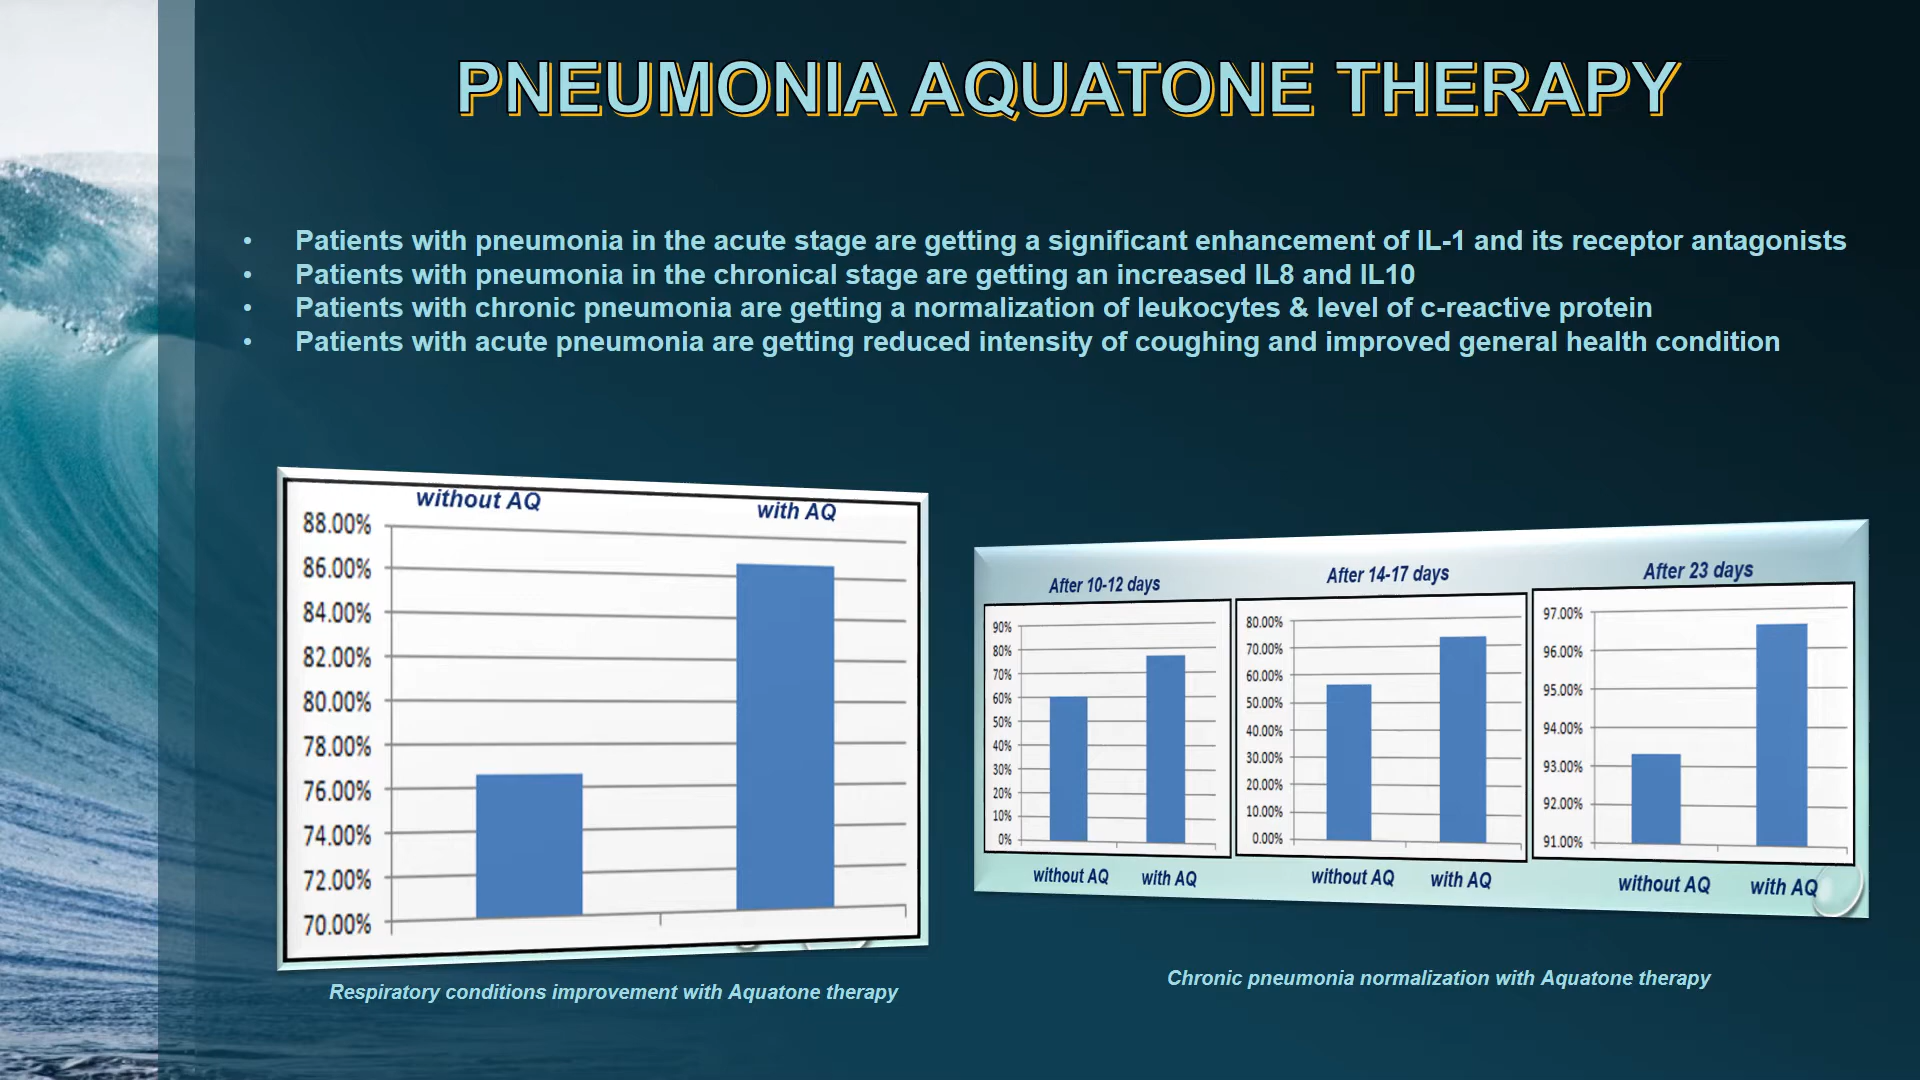 PNEUMONIA AQUATONE THERAPY
• Patients with pneumonia in the acute stage are getting a significant enhancement of IL-1 and its receptor antagonists
• Patients with pneumonia in the chronical stage are getting an increased IL8 and IL10
• Patients with chronic pneumonia are getting a normalization of leukocytes & level of c-reactive protein
• Patients with acute pneumonia are getting reduced intensity of coughing and improved general health condition
without AQ
with AQ
88.00%
86.00%
84.00%
82.00%
80.00%
78.00%
76.00%
74.00%
72.00%
70.00%
Respiratory conditions improvement with Aquatone therapy
After 10-12 days
90%
80%
70%
60%
50%
40%
30%
20%
10%
0%
without AQ
with AQ
After 14-17 days
80.00%
70.00%
60.00%
50.00%
40.00%
30.00%
20.00%
10.00%
0.00%
without AQ
with AQ
After 23 days
97.00%
96.00%
95.00%
94.00%
93.00%
92.00%
91.00%
without AQ
with AQ
Chronic pneumonia normalization with Aquatone therapy